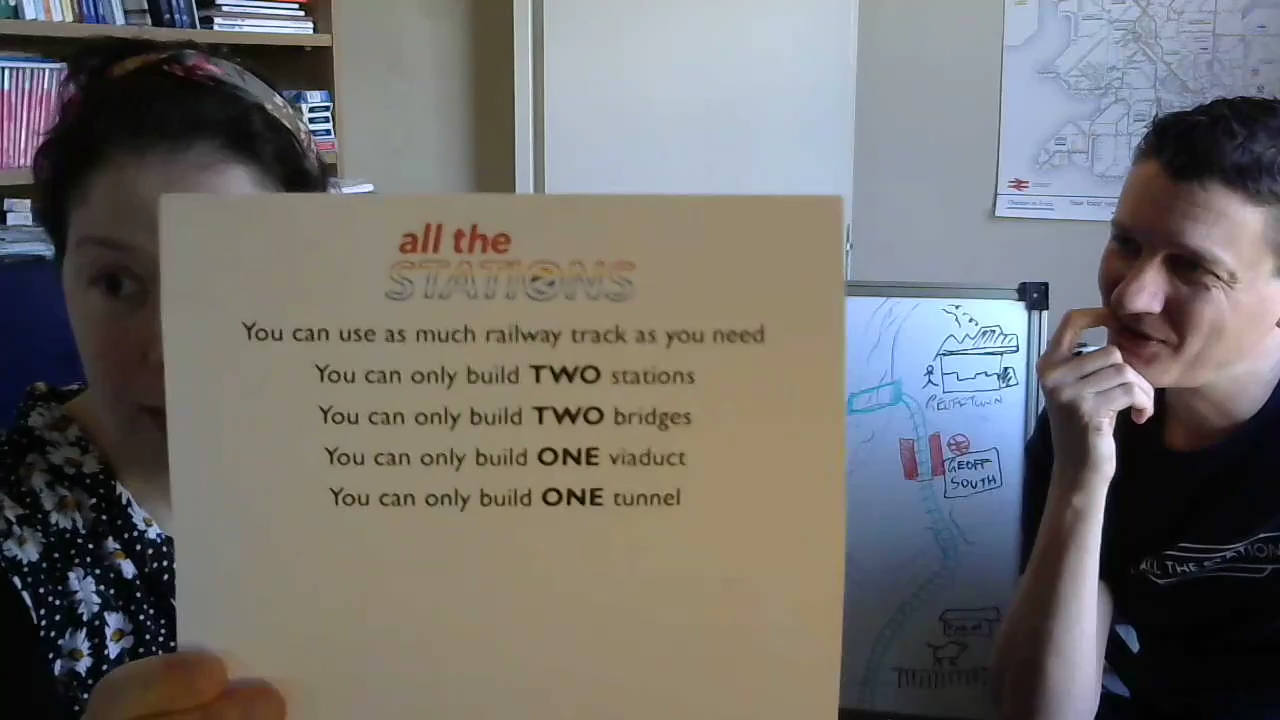 all the
STATIONS
You can use as much railway track as you need
You can only build TWO stations
You can only build TWO bridges
You can only build ONE viaduct
You can only build ONE tunnel
GEOFF
SOUTH
ALL THE STATION